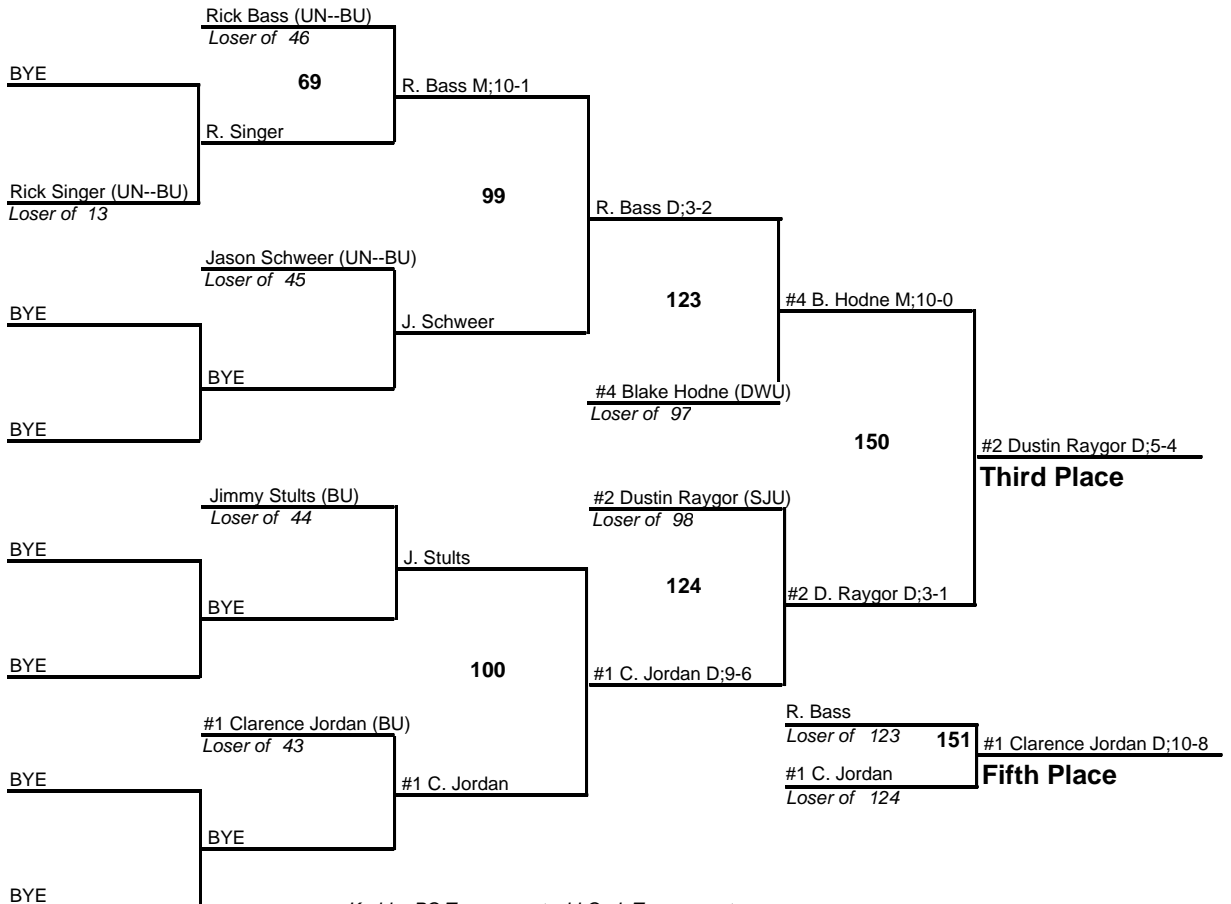 Rick Bass (UN--BU)
Loser of 46
BYE
69
R. Bass M;10-1
R. Singer
Rick Singer (UN--BU)
Loser of 13
99
R. Bass D;3-2
Jason Schweer (UN--BU)
Loser of 45
BYE
123
#4 B. Hodne M;10-0
J. Schweer
BYE
#4 Blake Hodne (DWU)
Loser of 97
BYE
150
#2 Dustin Raygor D;5-4
Third Place
Jimmy Stults (BU)
Loser of 44
#2 Dustin Raygor (SJU)
Loser of 98
BYE
J. Stults
124
#2 D. Raygor D;3-1
BYE
BYE
100
#1 C. Jordan D;9-6
#1 Clarence Jordan (BU)
Loser of 43
R. Bass
Loser of 123
151
#1 Clarence Jordan D;10-8
Fifth Place
BYE
#1 C. Jordan
#1 C. Jordan
Loser of 124
BYE
BYE